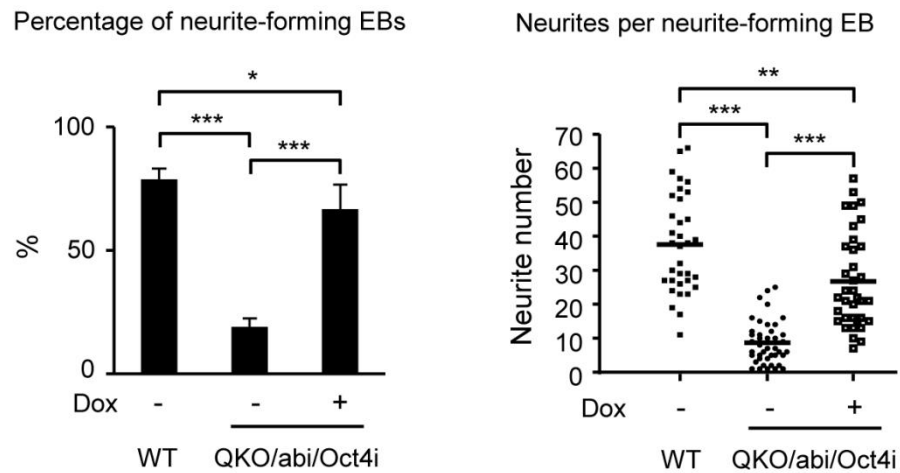 Percentage of neurite-forming EBs
*
***
***
100
50
0
%
Dox
-
-
+
WT
QKO/abi/Oct4i
Neurites per neurite-forming EB
**
***
***
70
60
50
40
30
20
10
0
Neurite number
Dox
-
-
+
WT
QKO/abi/Oct4i